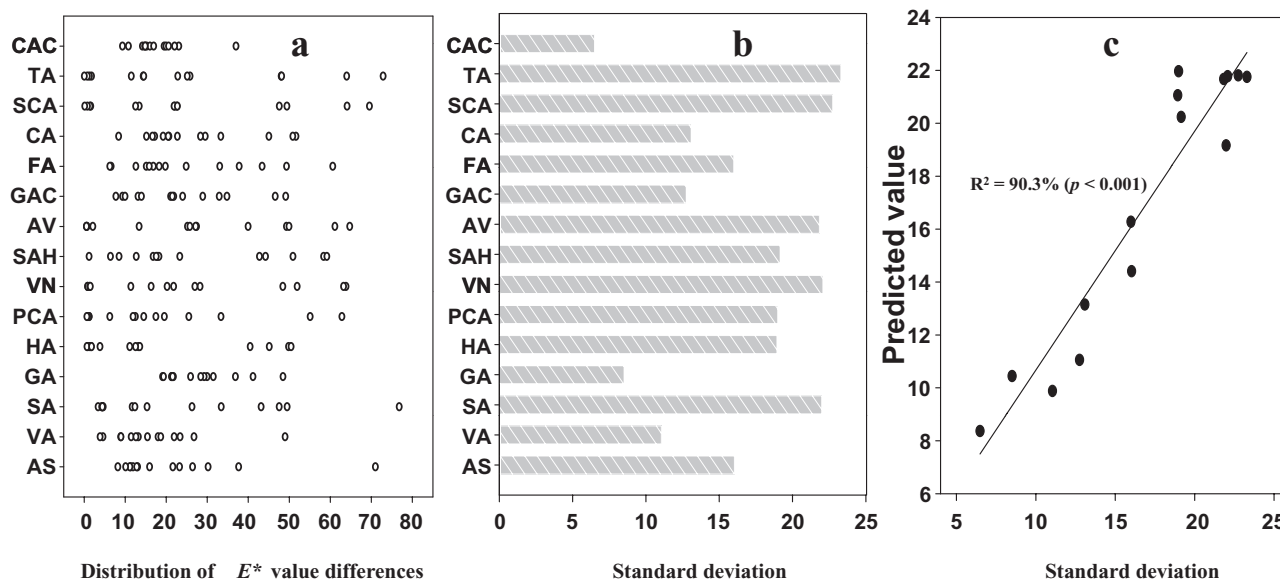 a
CAC
TA
SCA
CA
FA
GAC
AV
SAH
VN
PCA
HA
GA
SA
VA
AS
0 10 20 30 40 50 60 70 80
Distribution of E* value differences
b
CAC
TA
SCA
CA
FA
GAC
AV
SAH
VN
PCA
HA
GA
SA
VA
AS
0 5 10 15 20 25
Standard deviation
c
24
22
20
18
16
14
12
10
8
6
Predicted value
R² = 90.3% (p < 0.001)
5 10 15 20 25
Standard deviation